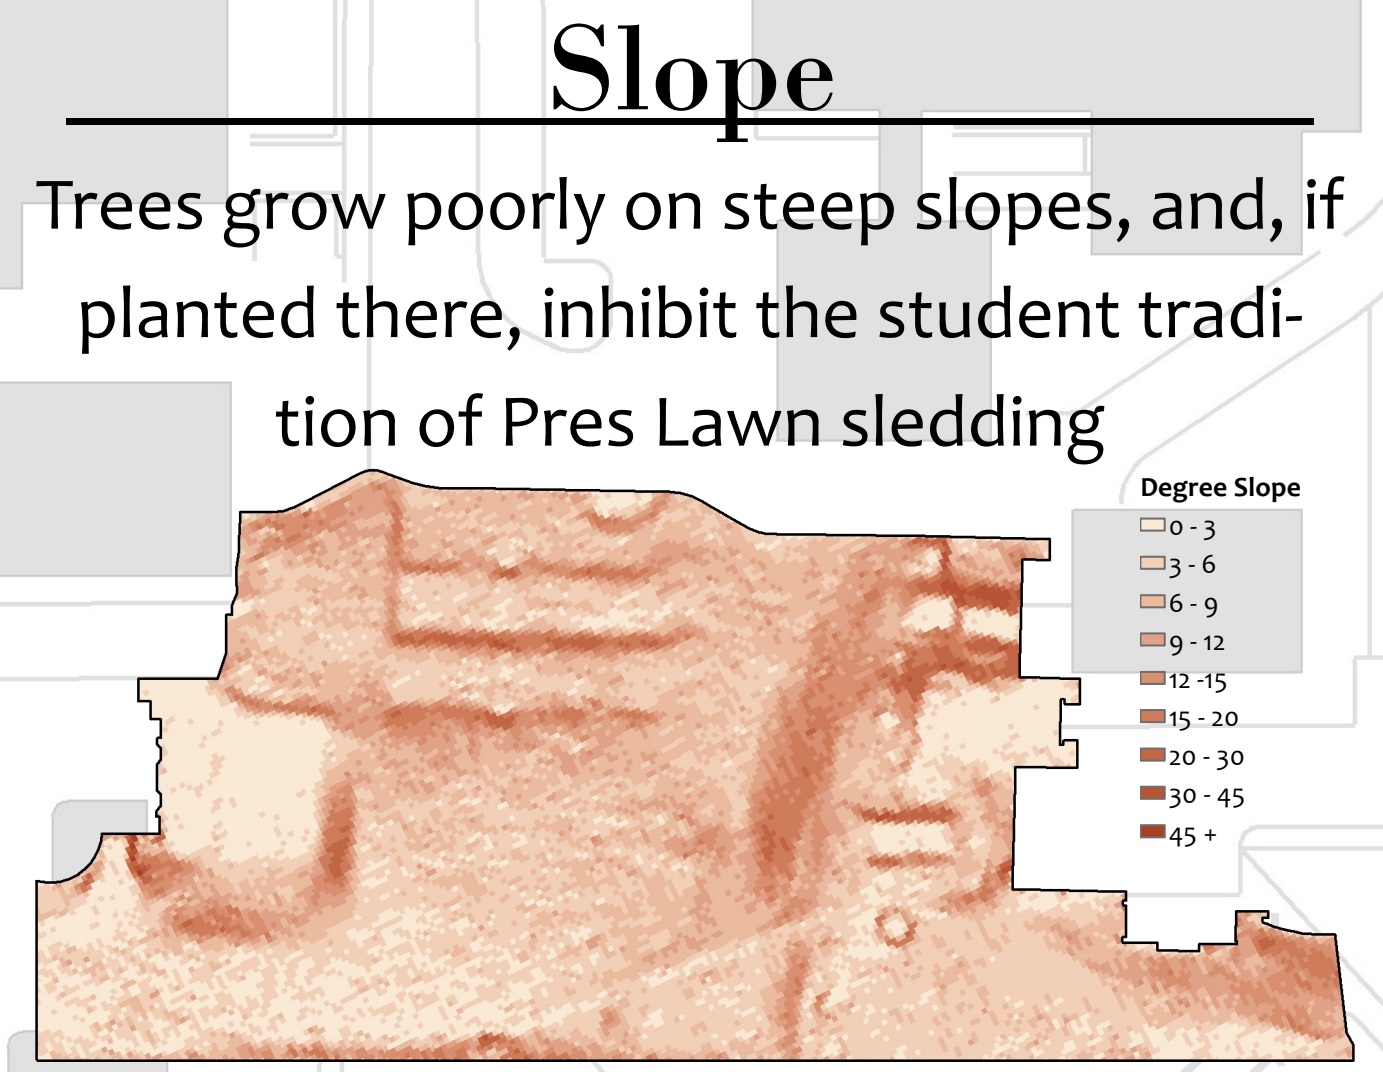 Slope
Trees grow poorly on steep slopes, and, if
planted there, inhibit the student tradi-
tion of Pres Lawn sledding
Degree Slope
0 - 3
3 - 6
6 - 9
9 - 12
12 -15
15 - 20
20 - 30
30 - 45
45 +